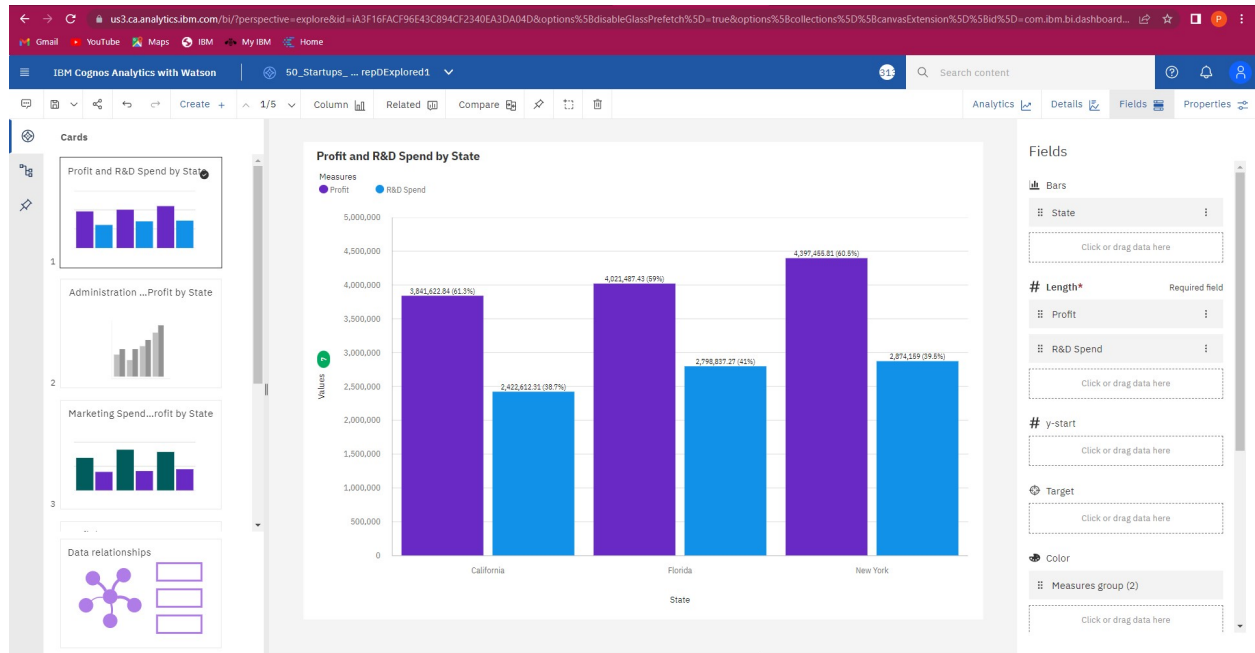 us3.ca.analytics.ibm.com/bi/?perspective=explore&id=iA3F16FACF96E43C894CF2340EA3DA04D&options%5BdisableGlassPrefetch%5D=true&options%5Bcollections%5D%5BcanvasExtension%5D%5Bid%5D=com.ibm.bi.dashboard...
P
Gmail YouTube Maps IBM My IBM Home
IBM Cognos Analytics with Watson 50_Startups_ ... repDExplored1 313 Search content
Create + 1/5 Column Related Compare Analytics Details Fields Properties
Cards
Profit and R&D Spend by State
1
Administration ...Profit by State
2
Marketing Spend...rofit by State
3
Data relationships
Profit and R&D Spend by State
Measures
Profit R&D Spend
5,000,000
4,500,000
4,000,000
3,500,000
3,000,000
2,500,000
2,000,000
1,500,000
1,000,000
500,000
0
Values
7
3,841,622.84 (61.3%)
2,422,612.31 (38.7%)
4,021,487.43 (59%)
2,798,837.27 (41%)
4,397,455.81 (60.5%)
2,874,159 (39.5%)
California Florida New York
State
Fields
Bars
State
Click or drag data here
# Length* Required field
Profit
R&D Spend
Click or drag data here
# y-start
Click or drag data here
Target
Click or drag data here
Color
Measures group (2)
Click or drag data here